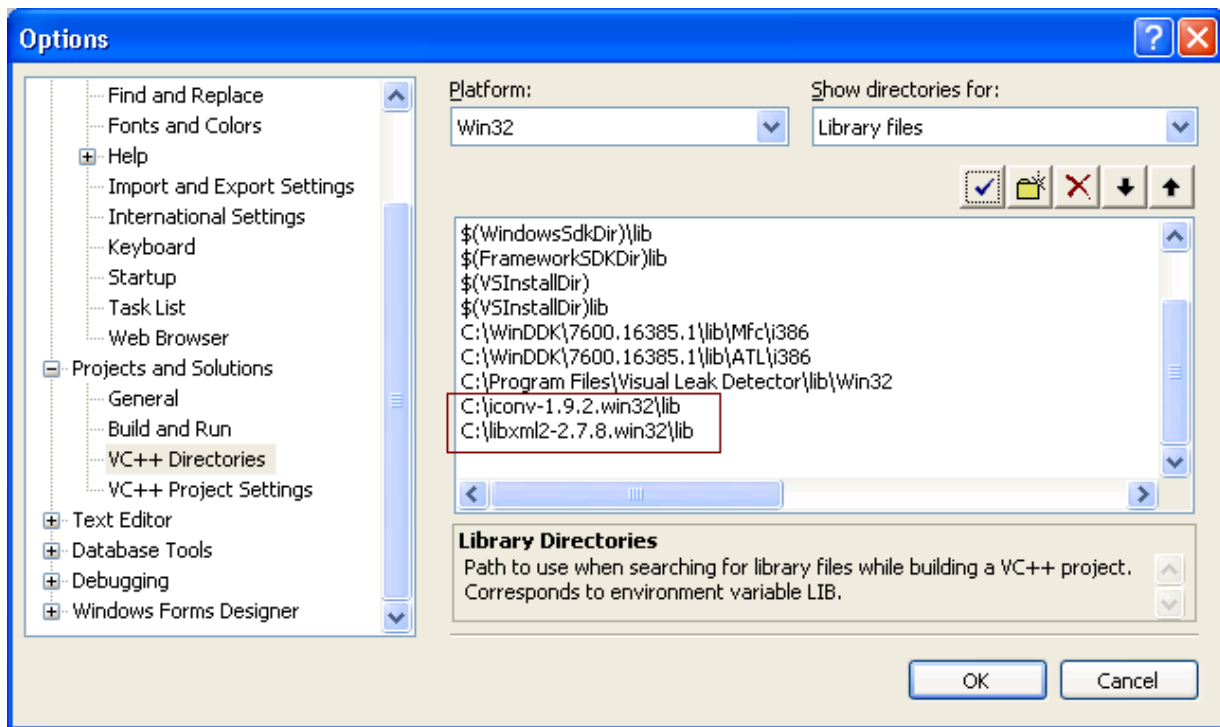 Options
Find and Replace
Fonts and Colors
Help
Import and Export Settings
International Settings
Keyboard
Startup
Task List
Web Browser
Projects and Solutions
General
Build and Run
VC++ Directories
VC++ Project Settings
Text Editor
Database Tools
Debugging
Windows Forms Designer
Platform:
Win32
Show directories for:
Library files
$(WindowsSdkDir)\lib
$(FrameworkSDKDir)lib
$(VSInstallDir)
$(VSInstallDir)lib
C:\WinDDK\7600.16385.1\lib\Mfc\i386
C:\WinDDK\7600.16385.1\lib\ATL\i386
C:\Program Files\Visual Leak Detector\lib\Win32
C:\iconv-1.9.2.win32\lib
C:\libxml2-2.7.8.win32\lib
Library Directories
Path to use when searching for library files while building a VC++ project.
Corresponds to environment variable LIB.
OK
Cancel